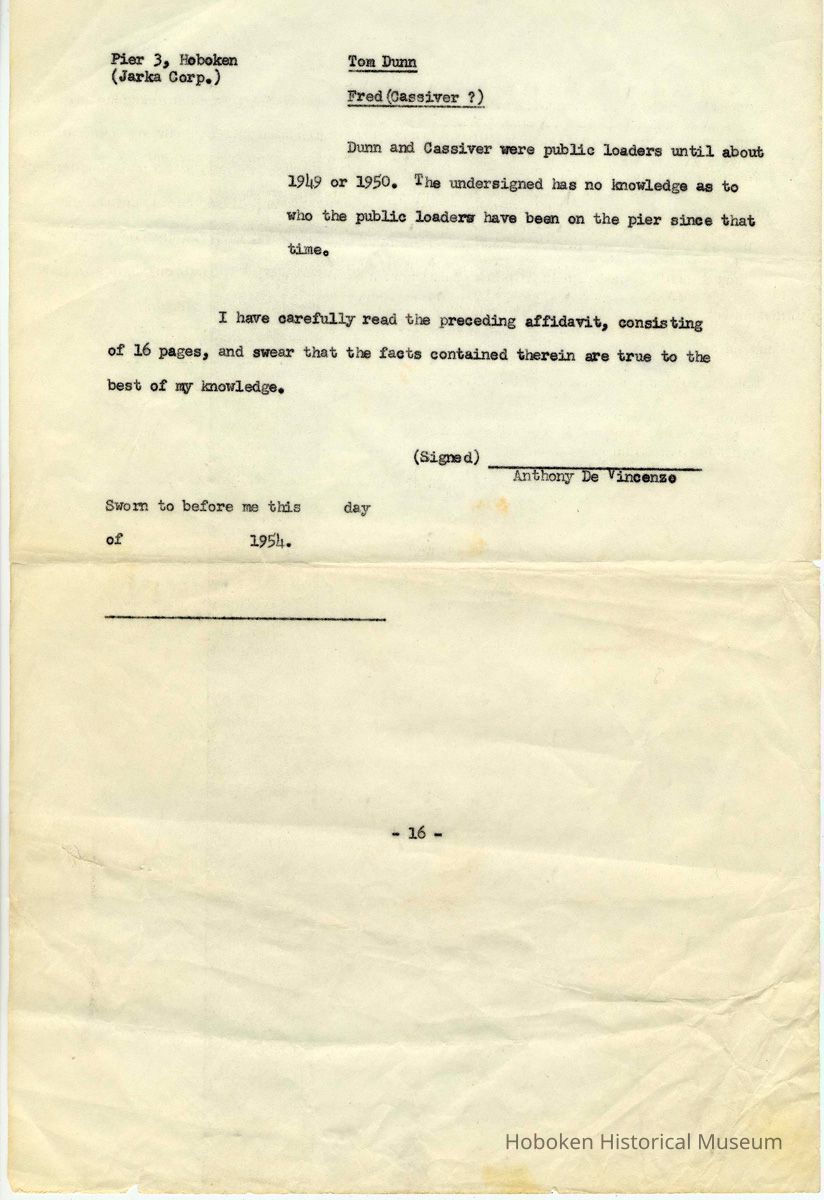 Pier 3, Hoboken
(Jarka Corp.)
Tom Dunn
Fred (Cassiver ?)
Dunn and Cassiver were public loaders until about
1949 or 1950. The undersigned has no knowledge as to
who the public loaders have been on the pier since that
time.
I have carefully read the preceding affidavit, consisting
of 16 pages, and swear that the facts contained therein are true to the
best of my knowledge.
(Signed)
Anthony De Vincenzo
Sworn to before me this day
of 1954.
- 16 -
Hoboken Historical Museum